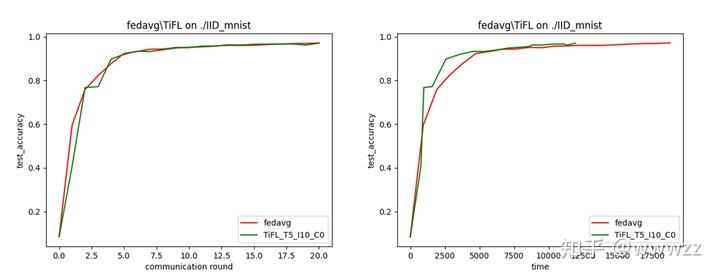 fedavg\TiFL on ./IID_mnist
1.0
0.8
0.6
0.4
0.2
test_accuracy
0.0 2.5 5.0 7.5 10.0 12.5 15.0 17.5 20.0
communication round
fedavg
TiFL_T5_I10_C0
fedavg\TiFL on ./IID_mnist
1.0
0.8
0.6
0.4
0.2
test_accuracy
0 2500 5000 7500 10000 12500 15000 17500
time
fedavg
TiFL_T5_I10_C0
知乎 @wwwzz